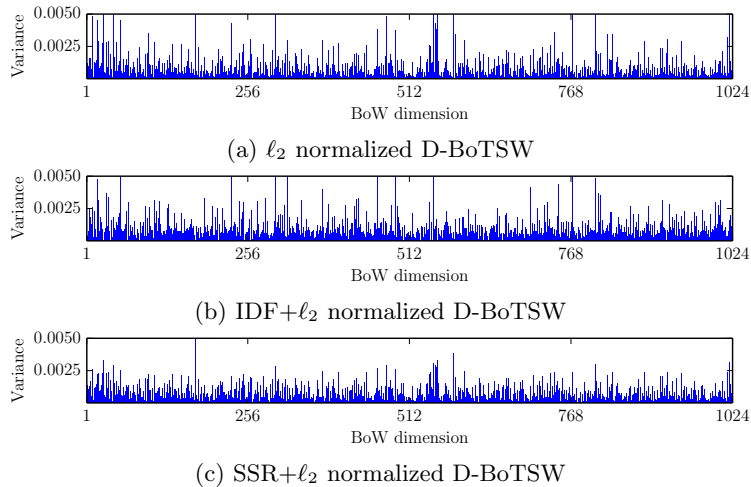 0.0050
Variance
0.0025
1 256 512 768 1024
BoW dimension
(a) ℓ₂ normalized D-BoTSW
0.0050
Variance
0.0025
1 256 512 768 1024
BoW dimension
(b) IDF+ℓ₂ normalized D-BoTSW
0.0050
Variance
0.0025
1 256 512 768 1024
BoW dimension
(c) SSR+ℓ₂ normalized D-BoTSW